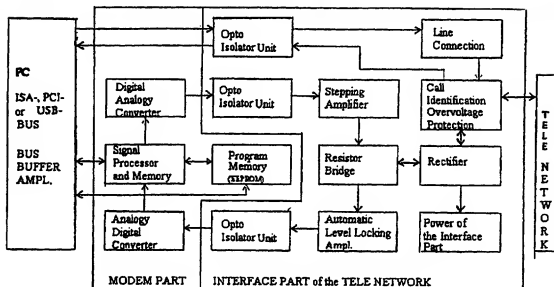 PC
ISA-, PCI-
or USB-
BUS
BUS
BUFFER
AMPL.
Opto
Isolator Unit
Line
Connection
Digital
Analogy
Converter
Opto
Isolator Unit
Stepping
Amplifier
Call
Identification
Overvoltage
Protection
Signal
Processor
and Memory
Program
Memory
(EEPROM)
Resistor
Bridge
Rectifier
Analogy
Digital
Converter
Opto
Isolator Unit
Automatic
Level Locking
Ampl.
Power of
the Interface
Part
MODEM PART
INTERFACE PART of the TELE NETWORK
TELE NETWORK